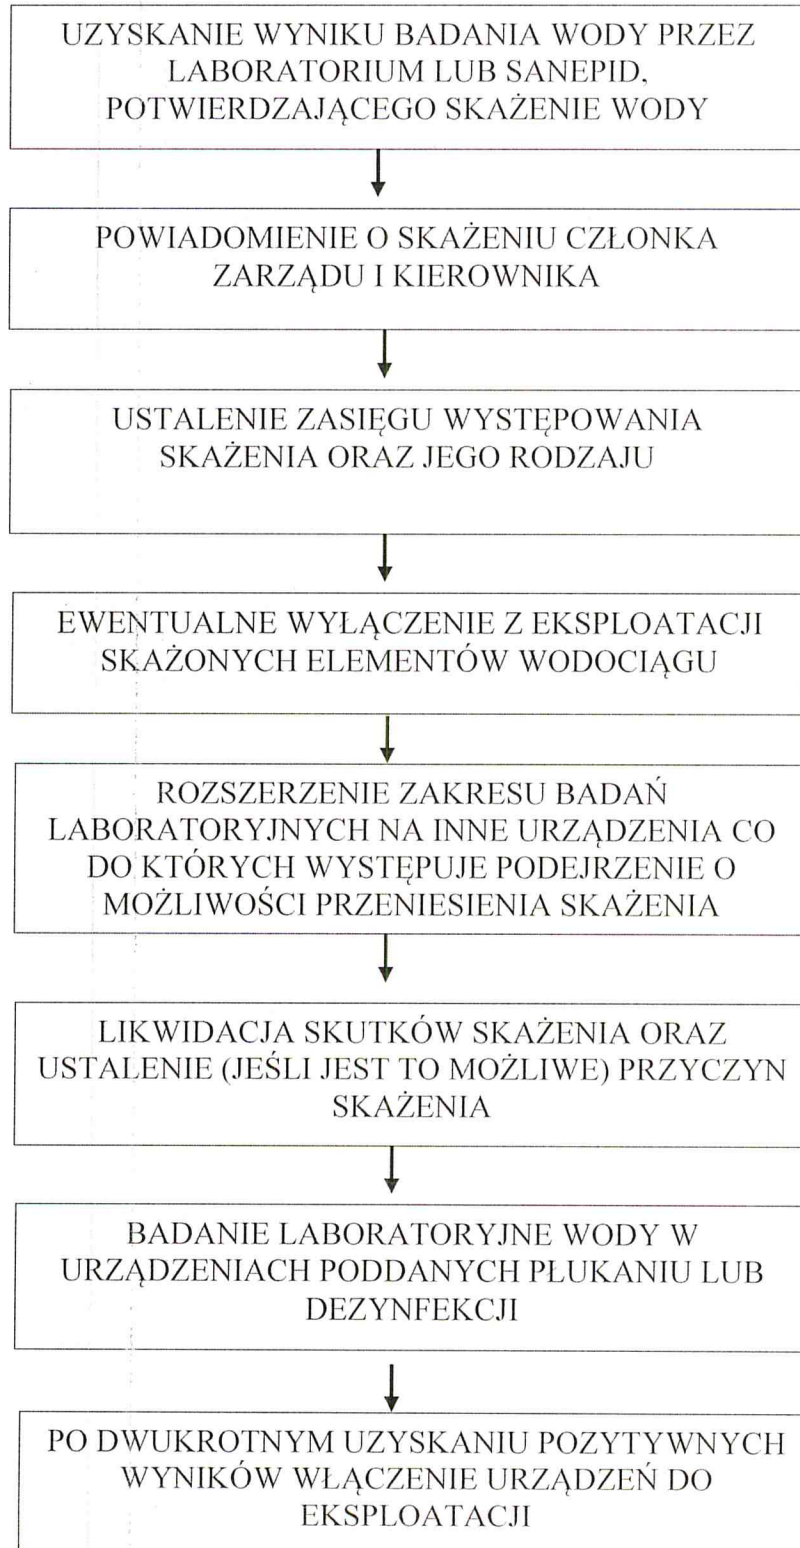 UZYSKANIE WYNIKU BADANIA WODY PRZEZ
LABORATORIUM LUB SANEPID,
POTWIERDZAJĄCEGO SKAŻENIE WODY
POWIADOMIENIE O SKAŻENIU CZŁONKA
ZARZĄDU I KIEROWNIKA
USTALENIE ZASIĘGU WYSTĘPOWANIA
SKAŻENIA ORAZ JEGO RODZAJU
EWENTUALNE WYŁĄCZENIE Z EKSPLOATACJI
SKAŻONYCH ELEMENTÓW WODOCIĄGU
ROZSZERZENIE ZAKRESU BADAŃ
LABORATORYJNYCH NA INNE URZĄDZENIA CO
DO KTÓRYCH WYSTĘPUJE PODEJRZENIE O
MOŻLIWOŚCI PRZENIESIENIA SKAŻENIA
LIKWIDACJA SKUTKÓW SKAŻENIA ORAZ
USTALENIE (JEŚLI JEST TO MOŻLIWE) PRZYCZYN
SKAŻENIA
BADANIE LABORATORYJNE WODY W
URZĄDZENIACH PODDANYCH PŁUKANIU LUB
DEZYNFEKCJI
PO DWUKROTNYM UZYSKANIU POZYTYWNYCH
WYNIKÓW WŁĄCZENIE URZĄDZEŃ DO
EKSPLOATACJI